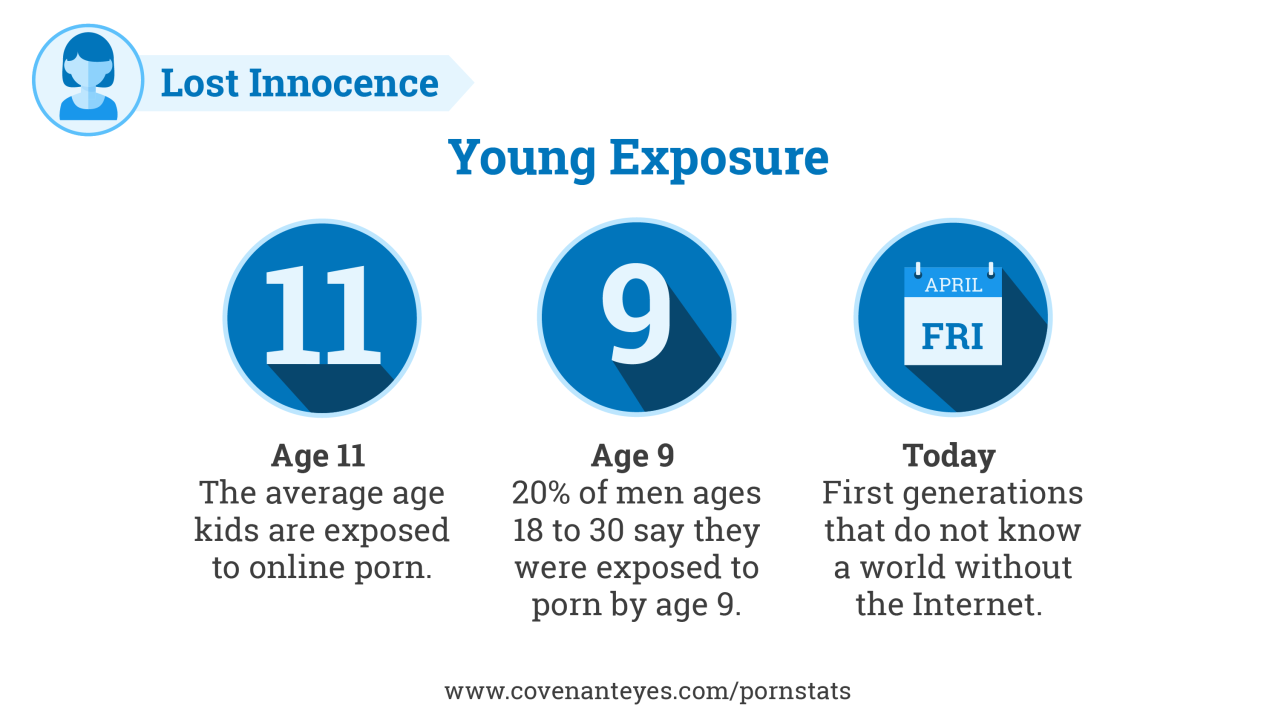 Lost Innocence
Young Exposure
11
9
APRIL
FRI
Age 11
The average age
kids are exposed
to online porn.
Age 9
20% of men ages
18 to 30 say they
were exposed to
porn by age 9.
Today
First generations
that do not know
a world without
the Internet.
www.covenanteyes.com/pornstats